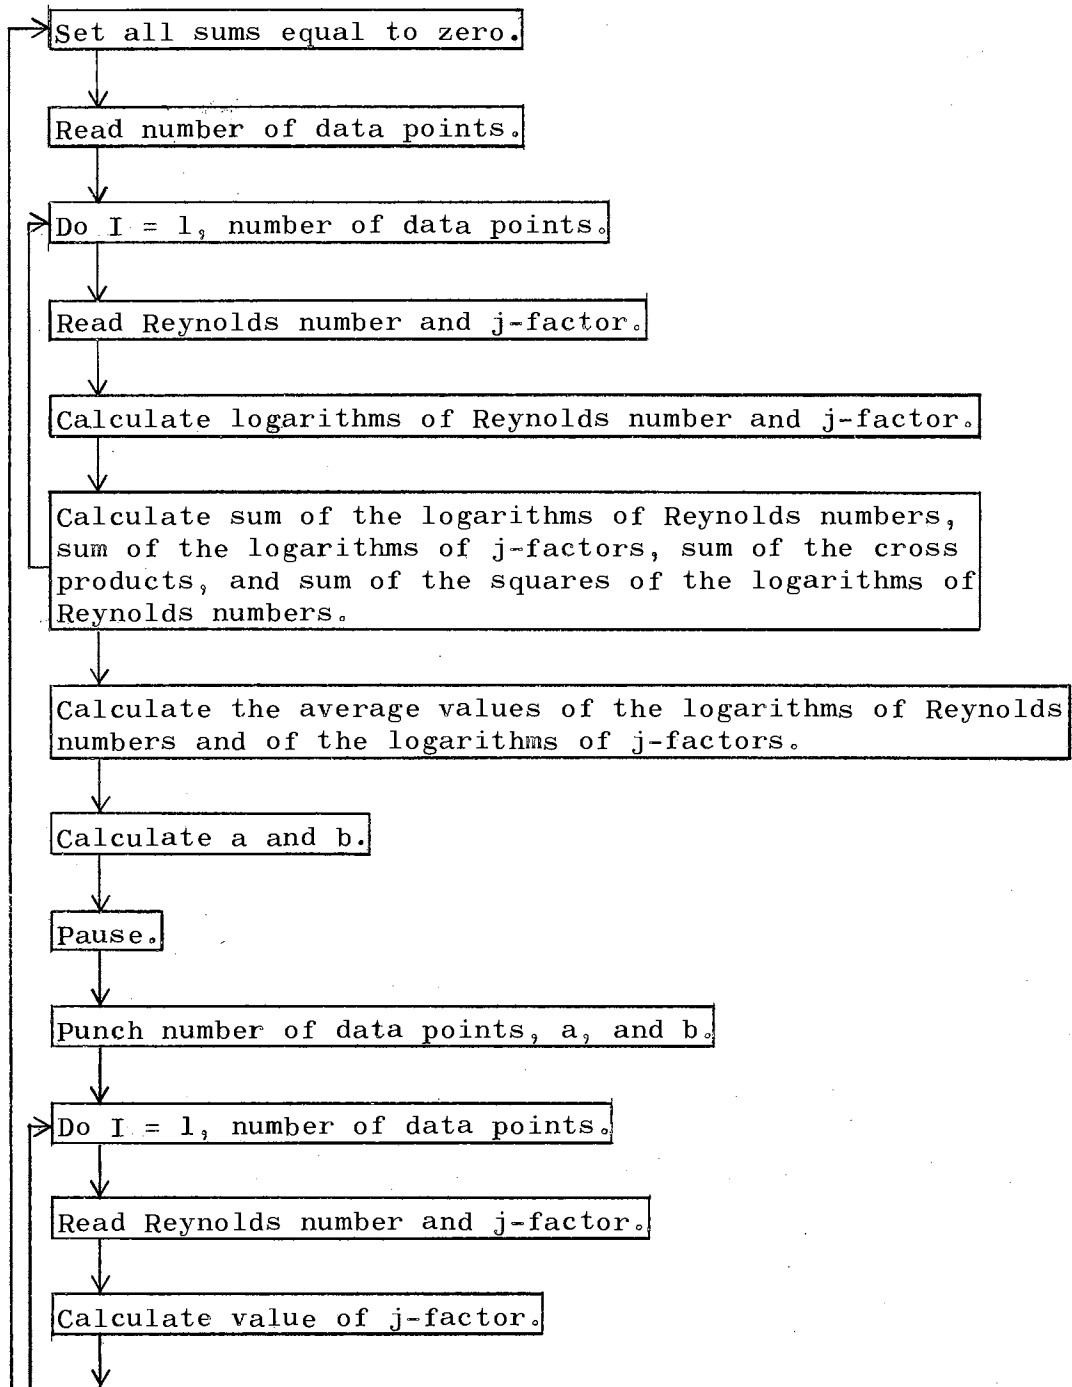 Set all sums equal to zero.
Read number of data points.
Do I = 1, number of data points.
Read Reynolds number and j-factor.
Calculate logarithms of Reynolds number and j-factor.
Calculate sum of the logarithms of Reynolds numbers,
sum of the logarithms of j-factors, sum of the cross
products, and sum of the squares of the logarithms of
Reynolds numbers.
Calculate the average values of the logarithms of Reynolds
numbers and of the logarithms of j-factors.
Calculate a and b.
Pause.
Punch number of data points, a, and b.
Do I = 1, number of data points.
Read Reynolds number and j-factor.
Calculate value of j-factor.